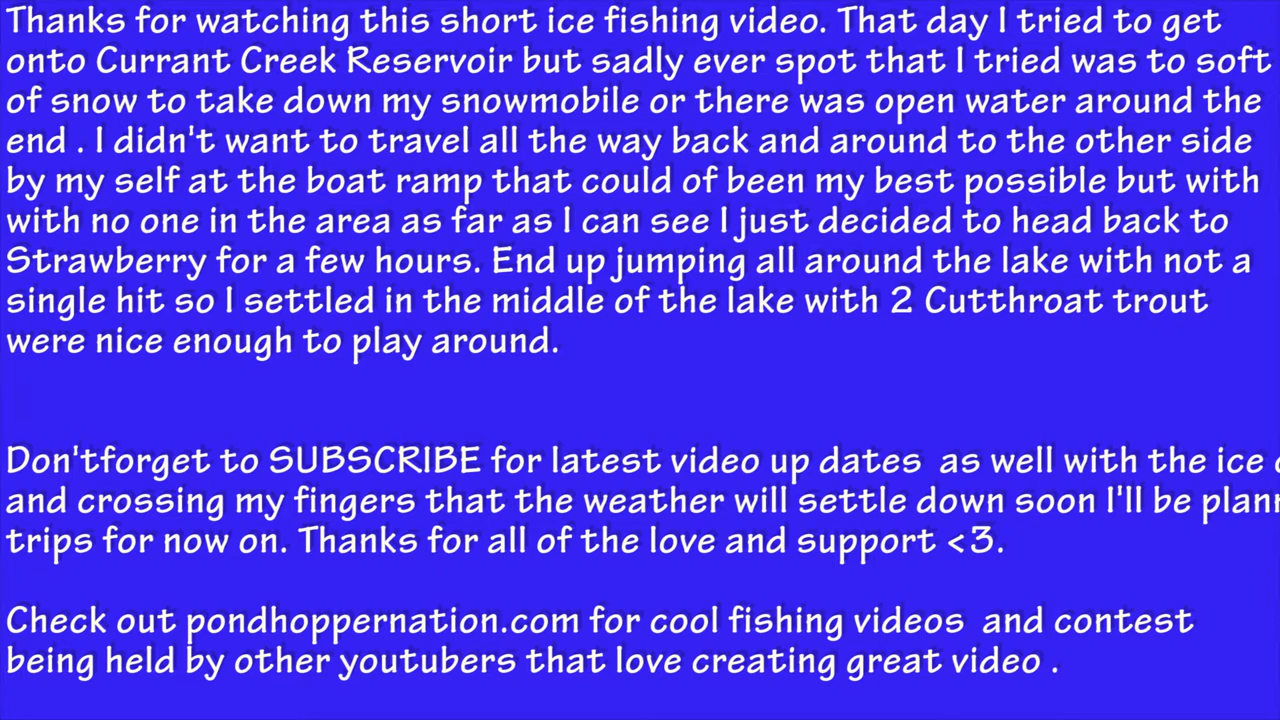 Thanks for watching this short ice fishing video. That day I tried to get
onto Currant Creek Reservoir but sadly ever spot that I tried was to soft
of snow to take down my snowmobile or there was open water around the
end . I didn't want to travel all the way back and around to the other side
by my self at the boat ramp that could of been my best possible but with
with no one in the area as far as I can see I just decided to head back to
Strawberry for a few hours. End up jumping all around the lake with not a
single hit so I settled in the middle of the lake with 2 Cutthroat trout
were nice enough to play around.
Don'tforget to SUBSCRIBE for latest video up dates as well with the ice
and crossing my fingers that the weather will settle down soon I'll be
trips for now on. Thanks for all of the love and support <3.
Check out pondhoppernation.com for cool fishing videos and contest
being held by other youtubers that love creating great video .